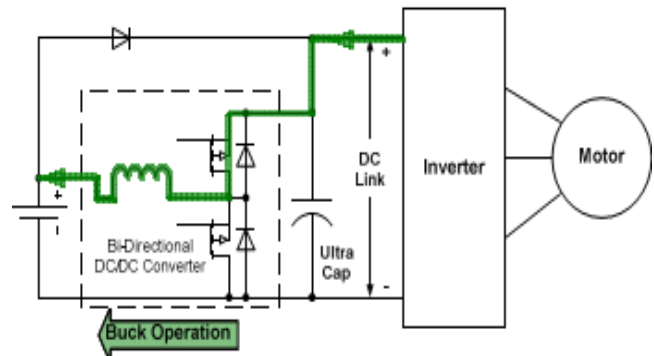 +
DC
Link
-
Inverter
Motor
+
-
Bi-Directional
DC/DC Converter
Ultra
Cap
Buck Operation